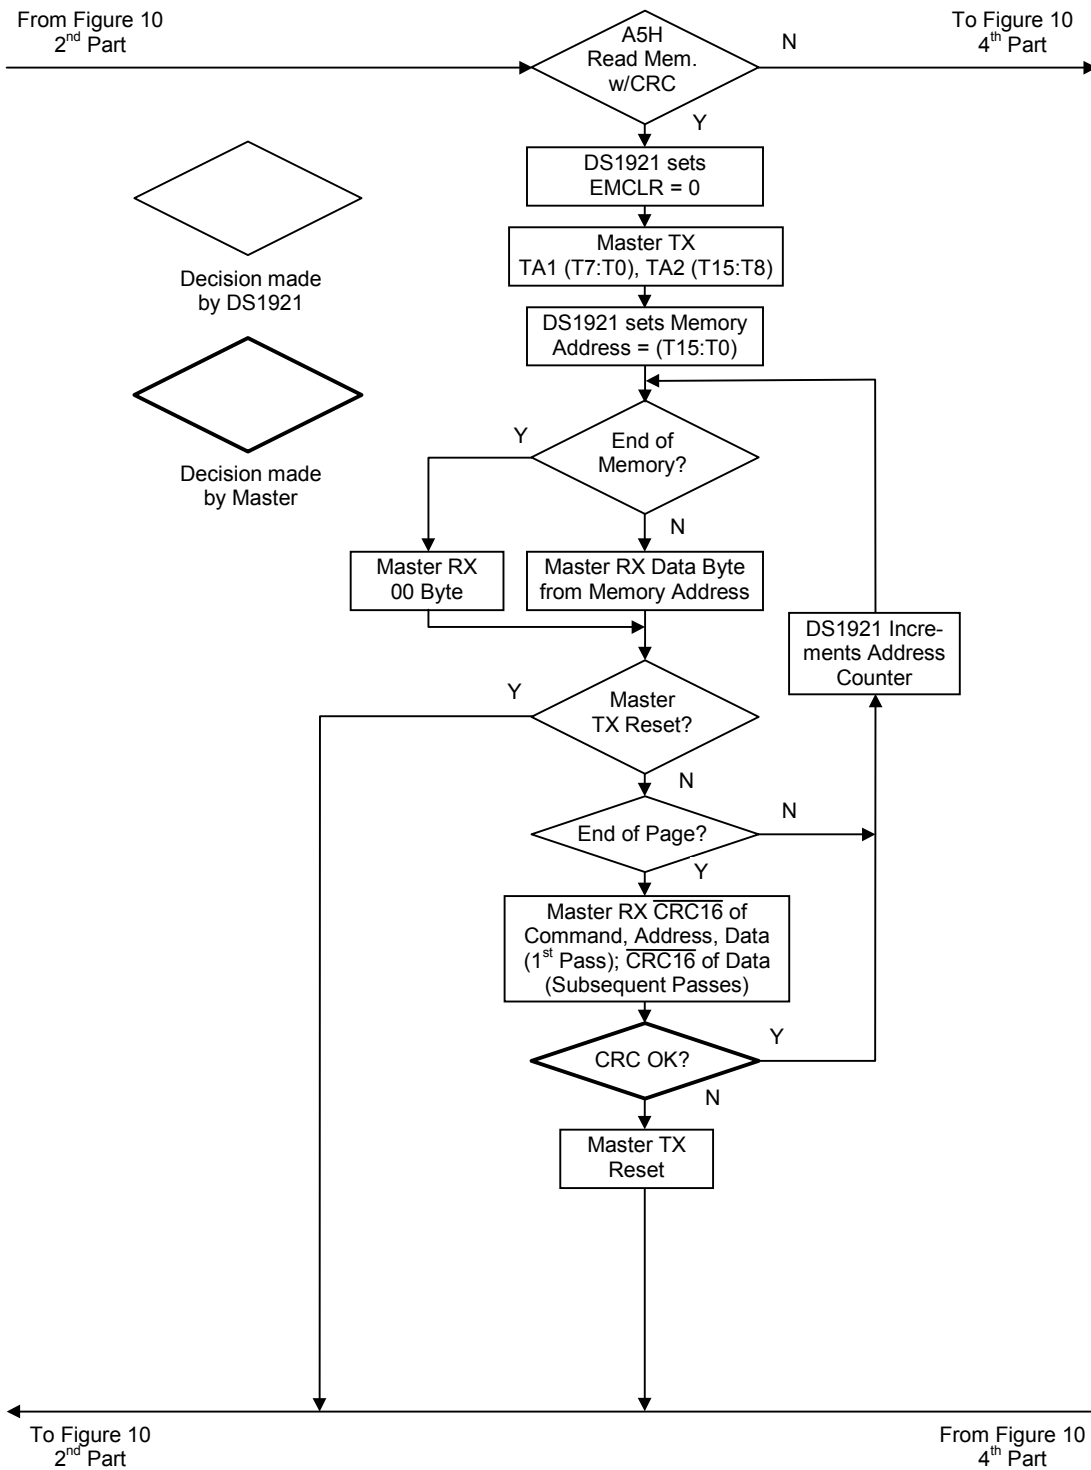 From Figure 10
2nd Part
A5H
Read Mem.
w/CRC
N
To Figure 10
4th Part
Y
DS1921 sets
EMCLR = 0
Master TX
TA1 (T7:T0), TA2 (T15:T8)
Decision made
by DS1921
DS1921 sets Memory
Address = (T15:T0)
Decision made
by Master
Y
End of
Memory?
N
Master RX
00 Byte
Master RX Data Byte
from Memory Address
DS1921 Incre-
ments Address
Counter
Y
Master
TX Reset?
N
End of Page?
N
Y
Master RX CRC16 of
Command, Address, Data
(1st Pass); CRC16 of Data
(Subsequent Passes)
CRC OK?
Y
N
Master TX
Reset
To Figure 10
2nd Part
From Figure 10
4th Part